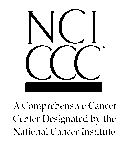 NCI
CCC
A Comprehensive Cancer
Center Designated by the
National Cancer Institute